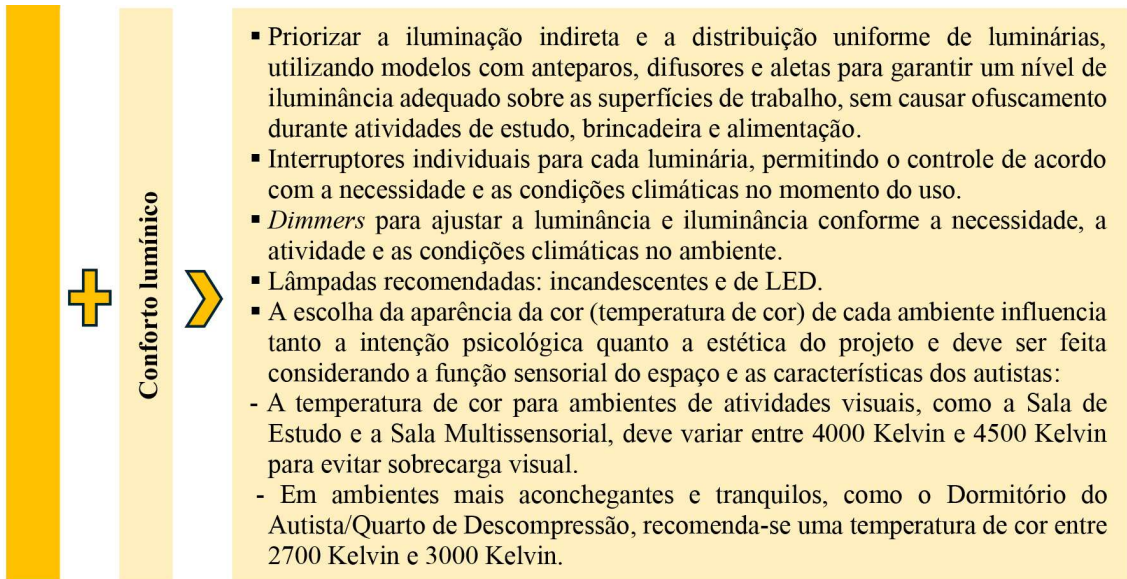 Conforto lumínico
▪ Priorizar a iluminação indireta e a distribuição uniforme de luminárias,
utilizando modelos com anteparos, difusores e aletas para garantir um nível de
iluminância adequado sobre as superfícies de trabalho, sem causar ofuscamento
durante atividades de estudo, brincadeira e alimentação.
▪ Interruptores individuais para cada luminária, permitindo o controle de acordo
com a necessidade e as condições climáticas no momento do uso.
▪ Dimmers para ajustar a luminância e iluminância conforme a necessidade, a
atividade e as condições climáticas no ambiente.
▪ Lâmpadas recomendadas: incandescentes e de LED.
▪ A escolha da aparência da cor (temperatura de cor) de cada ambiente influencia
tanto a intenção psicológica quanto a estética do projeto e deve ser feita
considerando a função sensorial do espaço e as características dos autistas:
- A temperatura de cor para ambientes de atividades visuais, como a Sala de
Estudo e a Sala Multissensorial, deve variar entre 4000 Kelvin e 4500 Kelvin
para evitar sobrecarga visual.
- Em ambientes mais aconchegantes e tranquilos, como o Dormitório do
Autista/Quarto de Descompressão, recomenda-se uma temperatura de cor entre
2700 Kelvin e 3000 Kelvin.